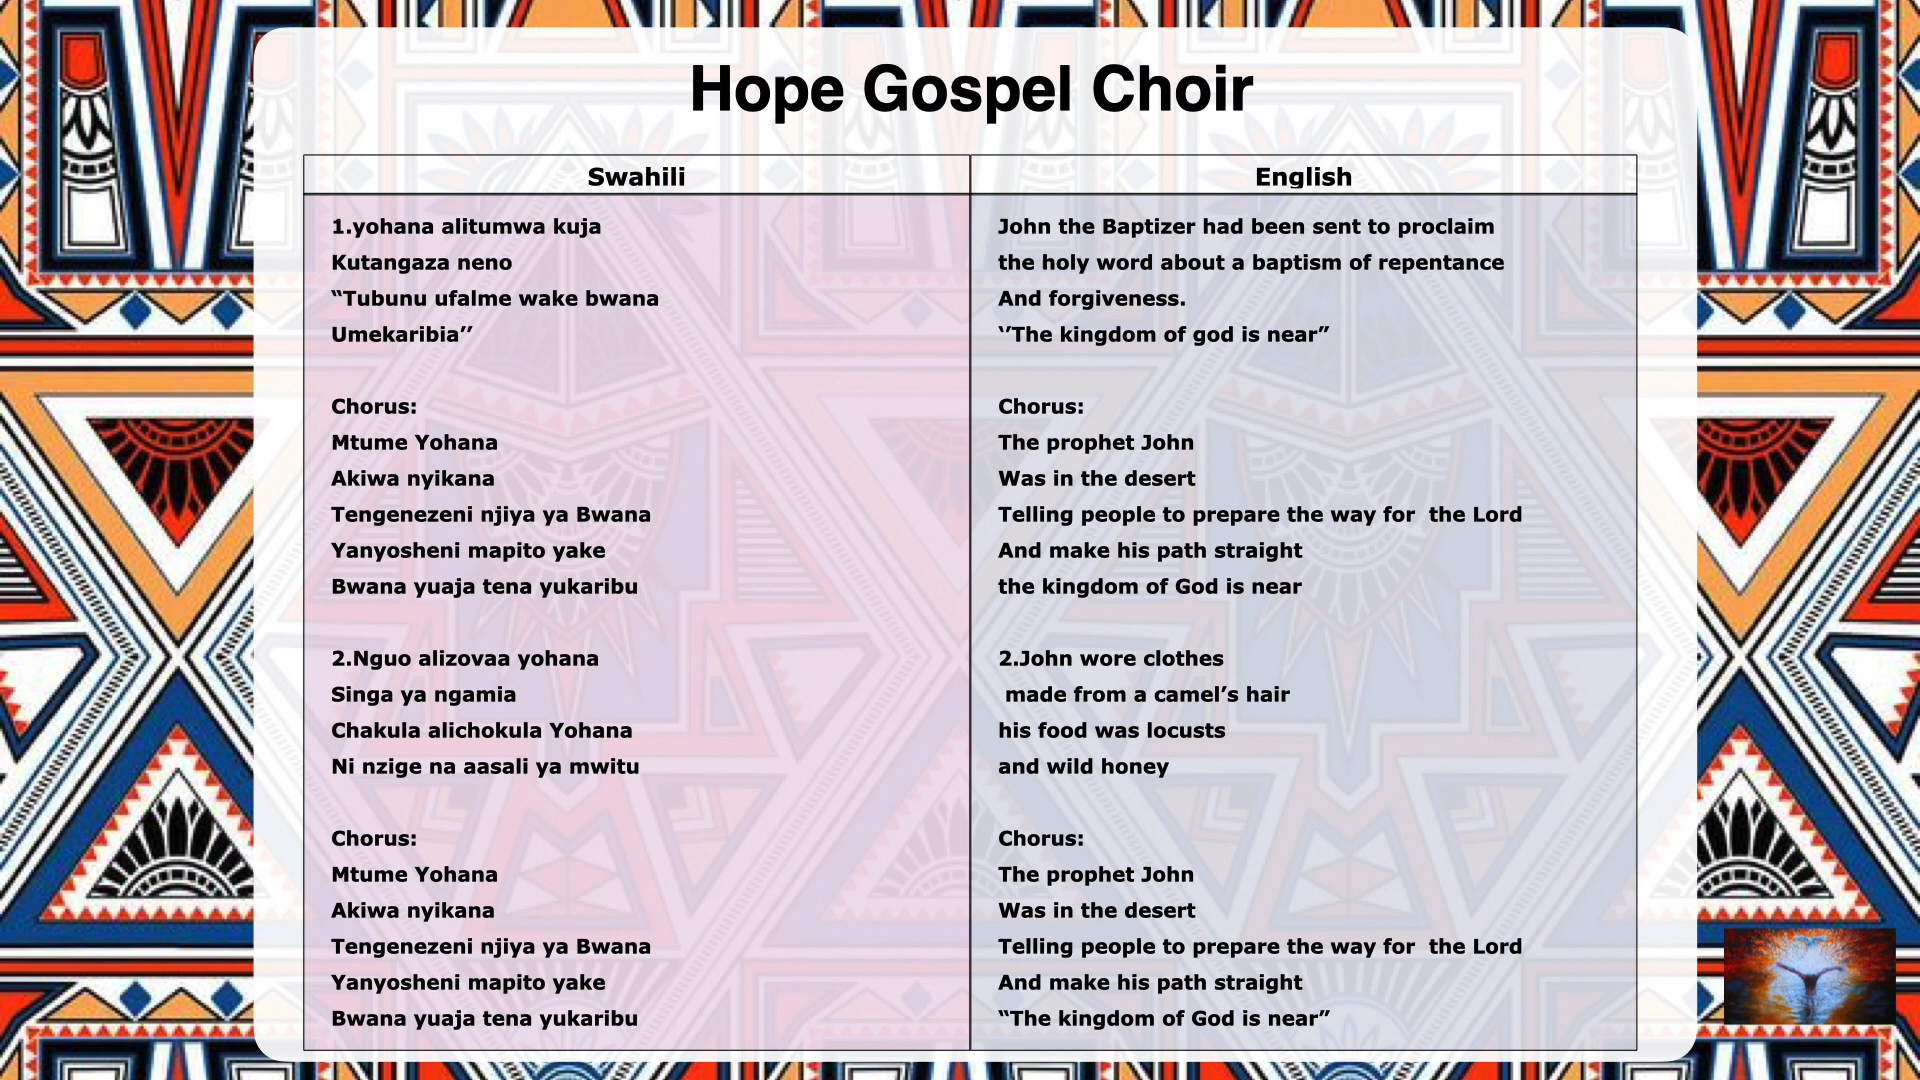 Hope Gospel Choir
Swahili
1.yohana alitumwa kuja
Kutangaza neno
“Tubunu ufalme wake bwana
Umekaribia’’
Chorus:
Mtume Yohana
Akiwa nyikana
Tengenezeni njiya ya Bwana
Yanyosheni mapito yake
Bwana yuaja tena yukaribu
2.Nguo alizovaa yohana
Singa ya ngamia
Chakula alichokula Yohana
Ni nzige na aasali ya mwitu
Chorus:
Mtume Yohana
Akiwa nyikana
Tengenezeni njiya ya Bwana
Yanyosheni mapito yake
Bwana yuaja tena yukaribu
English
John the Baptizer had been sent to proclaim
the holy word about a baptism of repentance
And forgiveness.
‘’The kingdom of god is near”
Chorus:
The prophet John
Was in the desert
Telling people to prepare the way for  the Lord
And make his path straight
the kingdom of God is near
2.John wore clothes
made from a camel’s hair
his food was locusts
and wild honey
Chorus:
The prophet John
Was in the desert
Telling people to prepare the way for  the Lord
And make his path straight
“The kingdom of God is near”